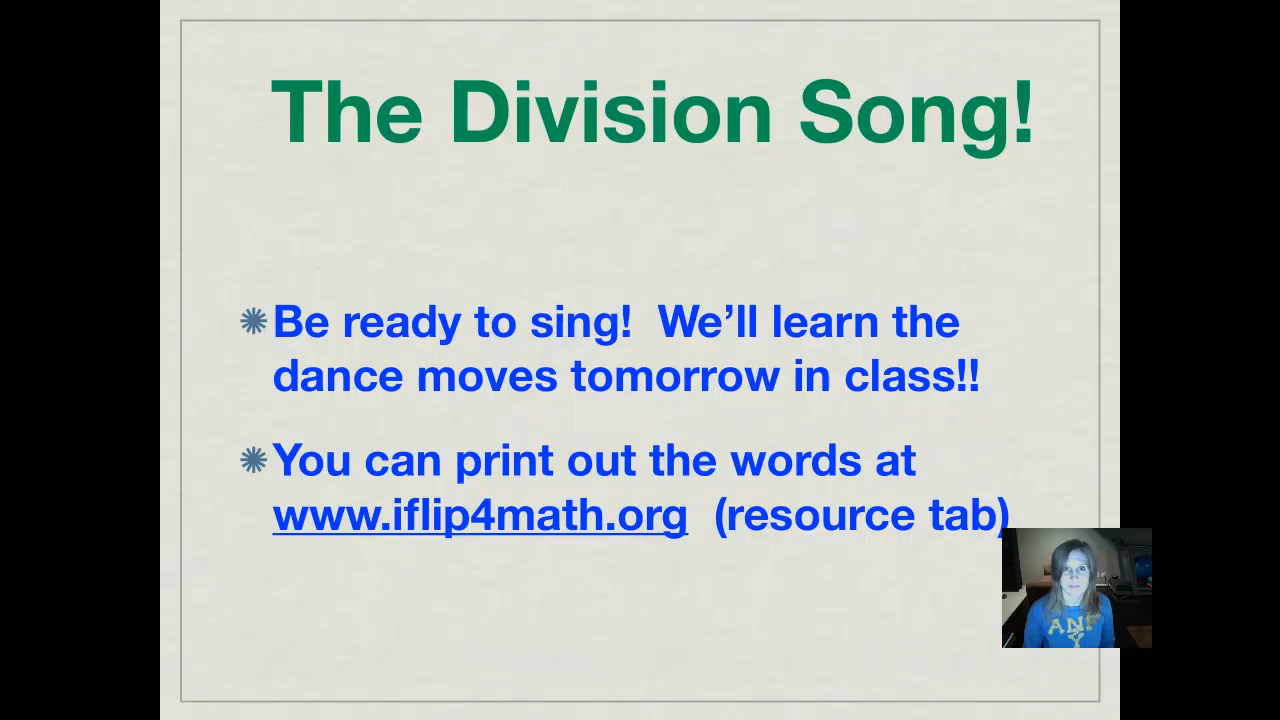 The Division Song!
Be ready to sing!  We’ll learn the
dance moves tomorrow in class!!
You can print out the words at
www.iflip4math.org  (resource tab)